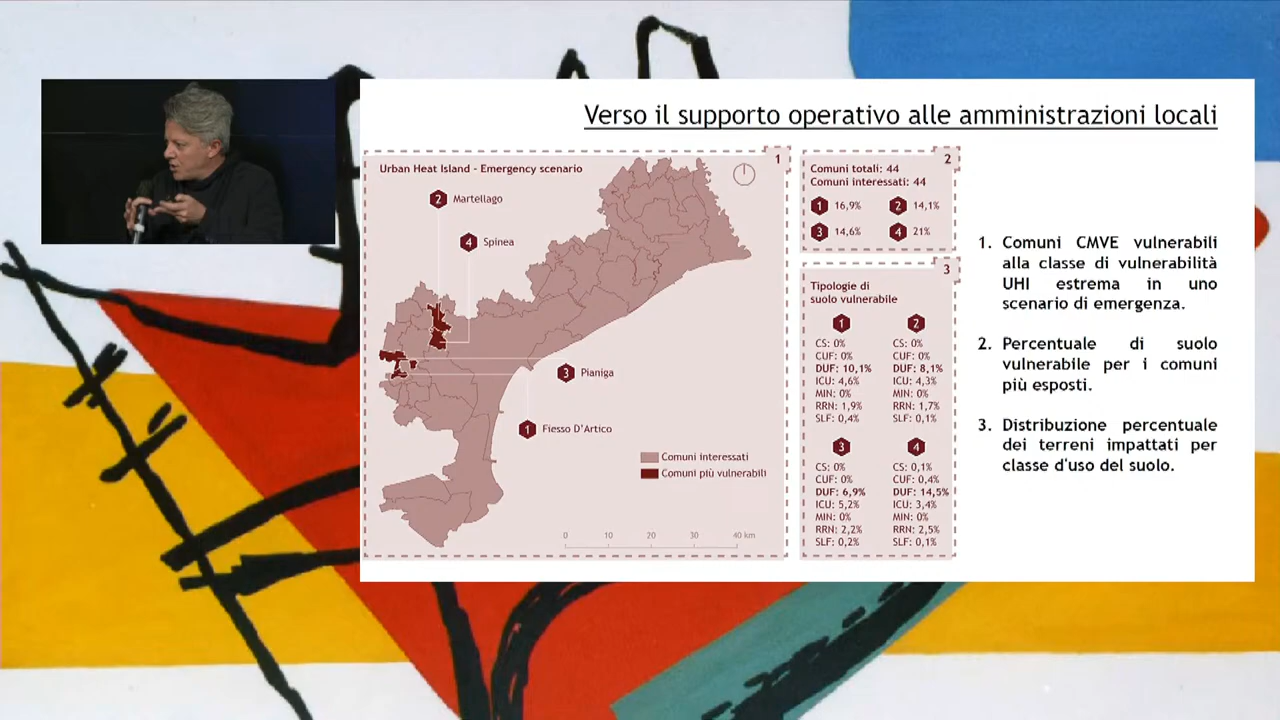 Verso il supporto operativo alle amministrazioni locali
1
Urban Heat Island - Emergency scenario
2 Martellago
4 Spinea
3 Pianiga
1 Fiesso D'Artico
Comuni interessati
Comuni più vulnerabili
0 10 20 30 40 km
2
Comuni totali: 44
Comuni interessati: 44
1 16,9% 2 14,1%
3 14,6% 4 21%
3
Tipologie di
suolo vulnerabile
1
CS: 0%
CUF: 0%
DUF: 10,1%
ICU: 4,6%
MIN: 0%
RRN: 1,9%
SLF: 0,4%
2
CS: 0%
CUF: 0%
DUF: 8,1%
ICU: 4,3%
MIN: 0%
RRN: 1,7%
SLF: 0,1%
3
CS: 0%
CUF: 0%
DUF: 6,9%
ICU: 5,2%
MIN: 0%
RRN: 2,2%
SLF: 0,2%
4
CS: 0,1%
CUF: 0,4%
DUF: 14,5%
ICU: 3,4%
MIN: 0%
RRN: 2,5%
SLF: 0,1%
1. Comuni CMVE vulnerabili
alla classe di vulnerabilità
UHI estrema in uno
scenario di emergenza.
2. Percentuale di suolo
vulnerabile per i comuni
più esposti.
3. Distribuzione percentuale
dei terreni impattati per
classe d'uso del suolo.